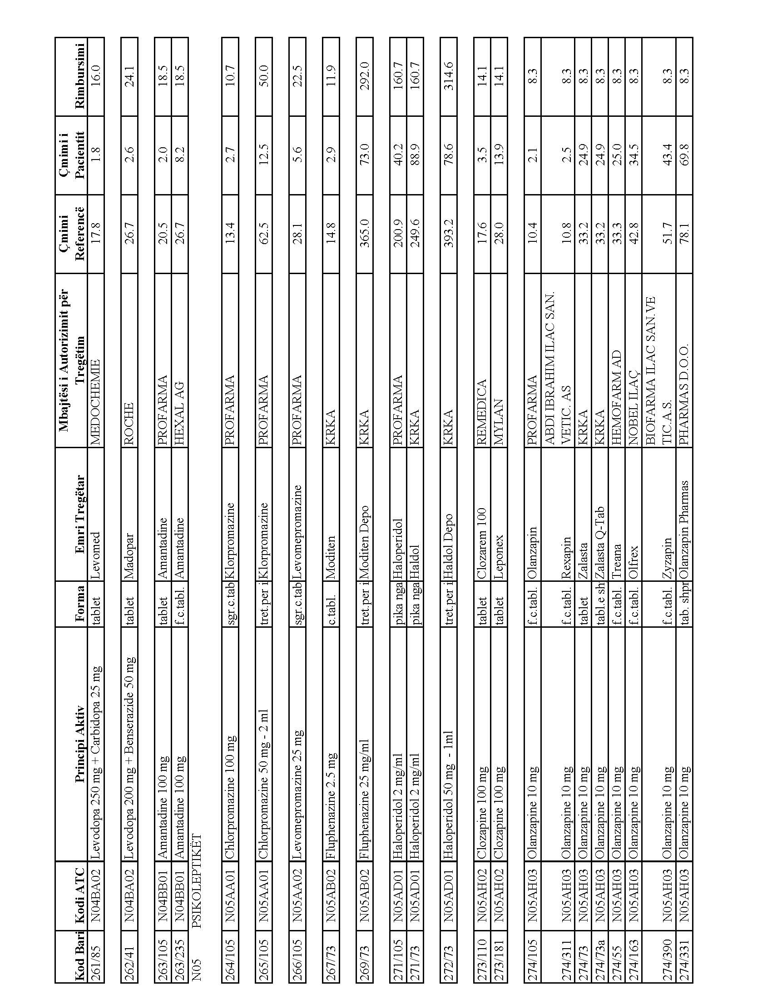 Kod Bari Kodi ATC Principi Aktiv Forma Emri Tregëtar Mbajtësi i Autorizimit për Tregëtim Çmimi Referencë Çmimi i Pacientit Rimbursimi
261/85 N04BA02 Levodopa 250 mg + Carbidopa 25 mg tablet Levomed MEDOCHEMIE 17.8 1.8 16.0
262/41 N04BA02 Levodopa 200 mg + Benserazide 50 mg tablet Madopar ROCHE 26.7 2.6 24.1
263/105 N04BB01 Amantadine 100 mg tablet Amantadine PROFARMA 20.5 2.0 18.5
263/235 N04BB01 Amantadine 100 mg f.c.tabl. Amantadine HEXAL AG 26.7 8.2 18.5
N05 PSIKOLEPTIKËT
264/105 N05AA01 Chlorpromazine 100 mg sgr.c.tab Klorpromazine PROFARMA 13.4 2.7 10.7
265/105 N05AA01 Chlorpromazine 50 mg - 2 ml tret.per i Klorpromazine PROFARMA 62.5 12.5 50.0
266/105 N05AA02 Levomepromazine 25 mg sgr.c.tab Levomepromazine PROFARMA 28.1 5.6 22.5
267/73 N05AB02 Fluphenazine 2.5 mg c.tabl. Moditen KRKA 14.8 2.9 11.9
269/73 N05AB02 Fluphenazine 25 mg/ml tret.per i Moditen Depo KRKA 365.0 73.0 292.0
271/105 N05AD01 Haloperidol 2 mg/ml pika nga Haloperidol PROFARMA 200.9 40.2 160.7
271/73 N05AD01 Haloperidol 2 mg/ml pika nga Haldol KRKA 249.6 88.9 160.7
272/73 N05AD01 Haloperidol 50 mg - 1ml tret.per i Haldol Depo KRKA 393.2 78.6 314.6
273/110 N05AH02 Clozapine 100 mg tablet Clozarem 100 REMEDICA 17.6 3.5 14.1
273/181 N05AH02 Clozapine 100 mg tablet Leponex MYLAN 28.0 13.9 14.1
274/105 N05AH03 Olanzapine 10 mg f.c.tabl. Olanzapin PROFARMA 10.4 2.1 8.3
274/311 N05AH03 Olanzapine 10 mg f.c.tabl. Rexapin ABDI IBRAHIM ILAC SAN. VETIC. AS 10.8 2.5 8.3
274/73 N05AH03 Olanzapine 10 mg tablet Zalasta KRKA 33.2 24.9 8.3
274/73a N05AH03 Olanzapine 10 mg tabl.e sh Zalasta Q-Tab KRKA 33.2 24.9 8.3
274/55 N05AH03 Olanzapine 10 mg f.c.tabl. Treana HEMOFARM AD 33.3 25.0 8.3
274/163 N05AH03 Olanzapine 10 mg f.c.tabl. Olfrex NOBEL ILAÇ 42.8 34.5 8.3
274/390 N05AH03 Olanzapine 10 mg f.c.tabl. Zyzapin BIOFARMA ILAC SAN.VE TIC.A.S. 51.7 43.4 8.3
274/331 N05AH03 Olanzapine 10 mg tab. shpr Olanzapin Pharmas PHARMAS D.O.O. 78.1 69.8 8.3